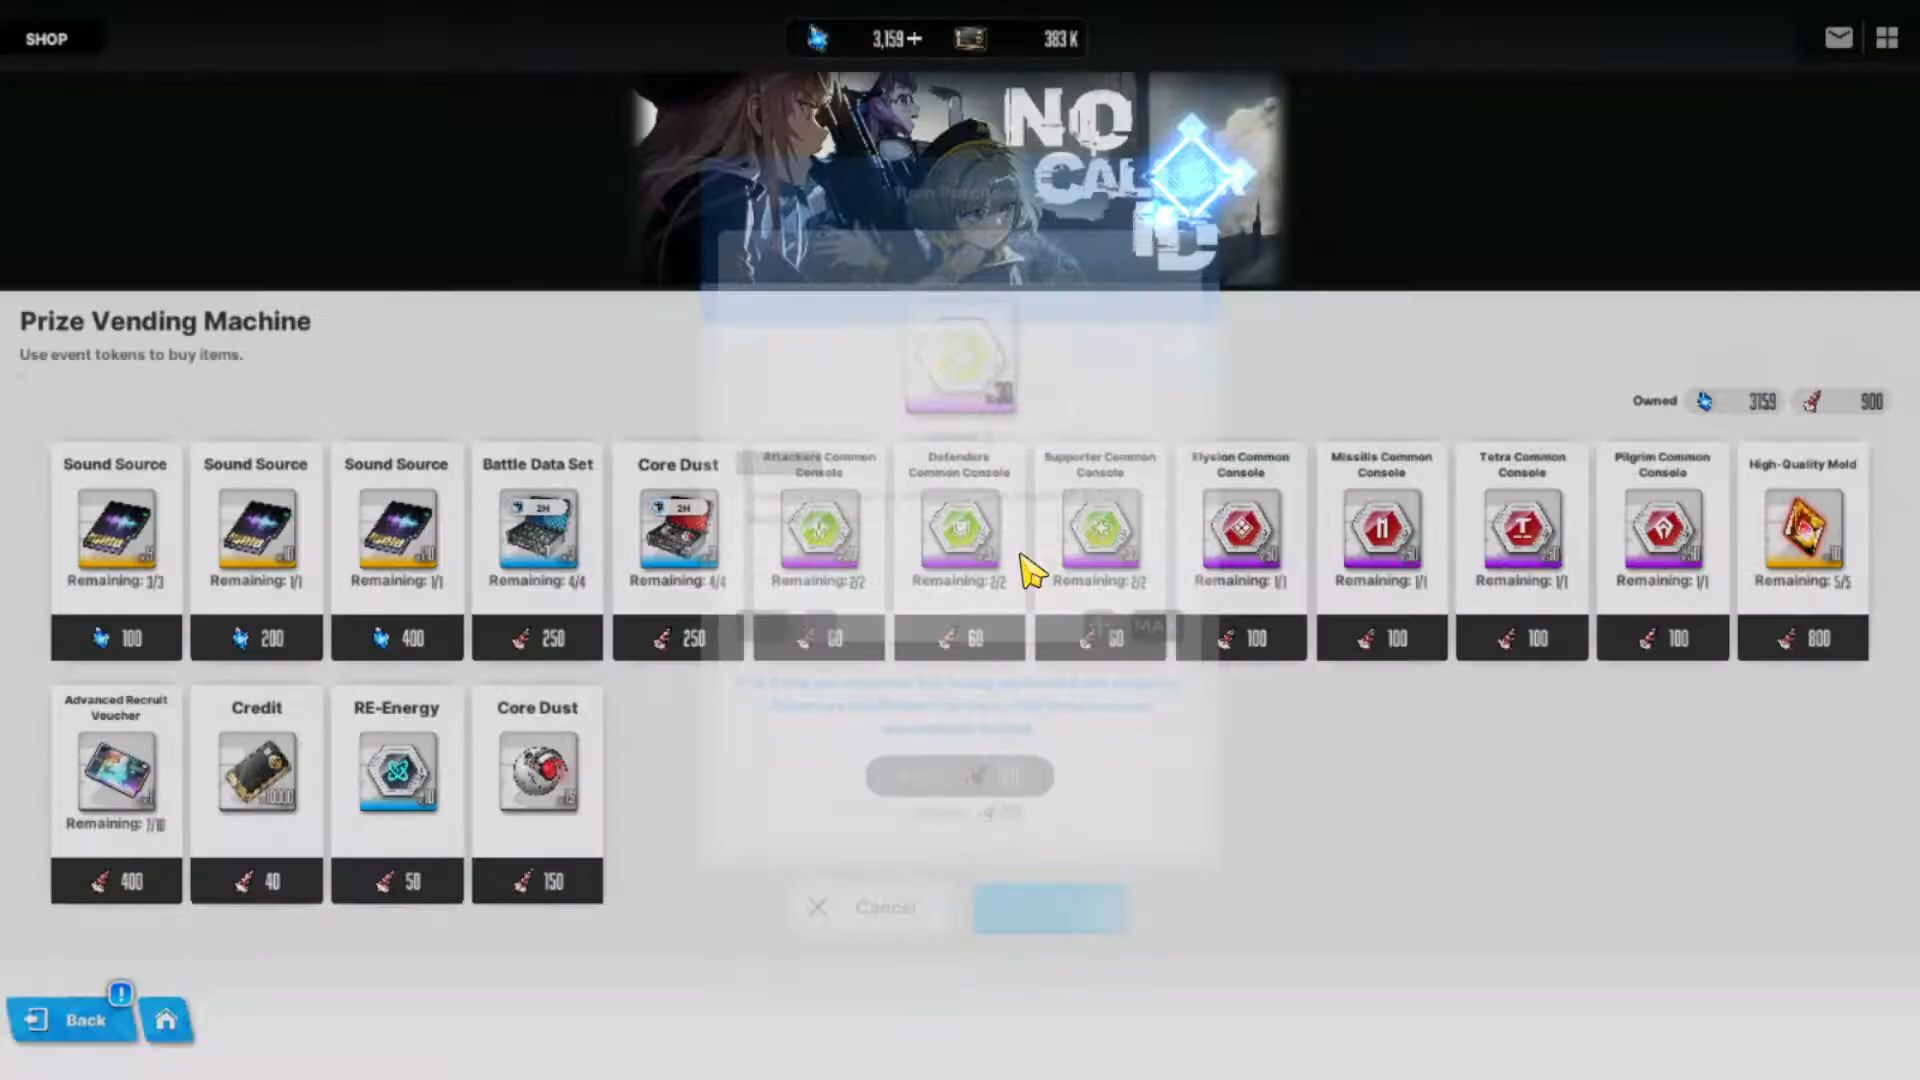 SHOP
3,159 +
383 K
NO
CAL
ID
Prize Vending Machine
Use event tokens to buy items.
Owned
3159
900
Sound Source
Remaining: 3/3
100
Sound Source
Remaining: 1/1
200
Sound Source
Remaining: 1/1
400
Battle Data Set
2H
Remaining: 4/4
250
Core Dust
2H
Remaining: 4/4
250
Attackers Common
Console
Remaining: 2/2
60
Defenders
Common Console
Remaining: 2/2
60
Supporter Common
Console
Remaining: 2/2
60
MAX
Elysion Common
Console
Remaining: 1/1
100
Missilis Common
Console
Remaining: 1/1
100
Tetra Common
Console
Remaining: 1/1
100
Pilgrim Common
Console
Remaining: 1/1
100
High-Quality Mold
Remaining: 5/5
800
Advanced Recruit
Voucher
Remaining: 7/10
400
Credit
40
RE-Energy
50
Core Dust
150
Cancel
Back